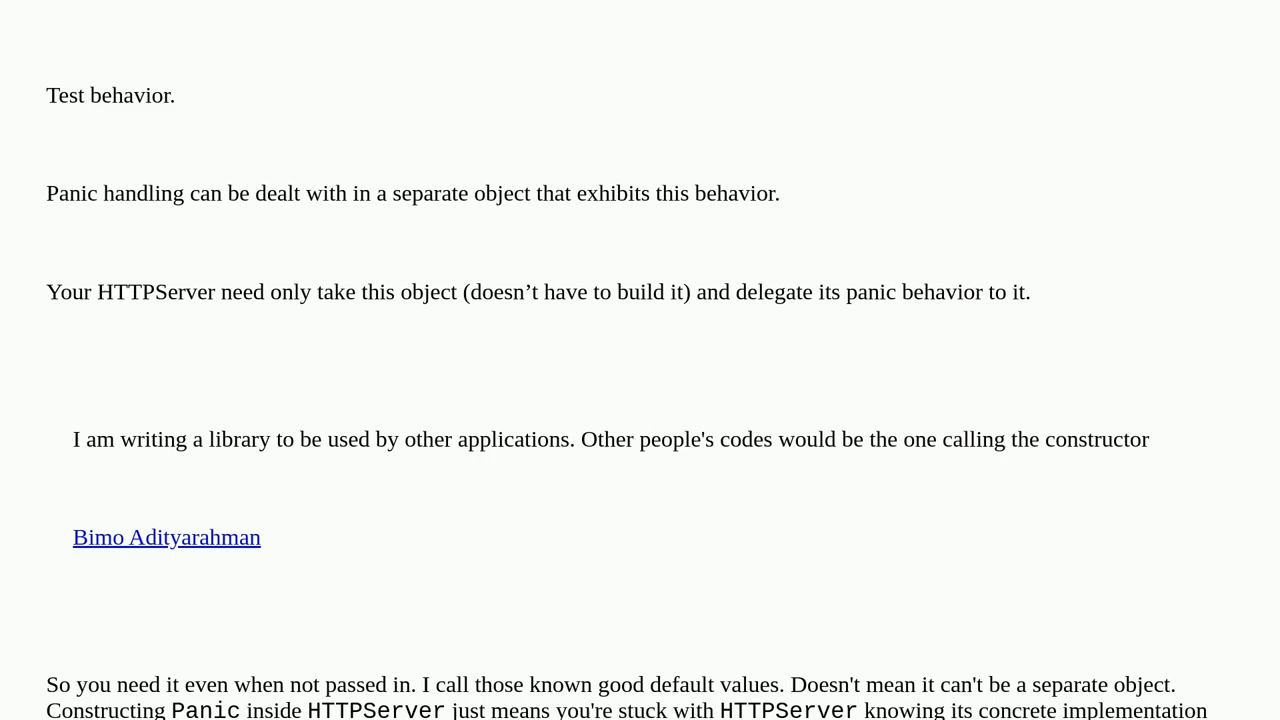 Test behavior.
Panic handling can be dealt with in a separate object that exhibits this behavior.
Your HTTPServer need only take this object (doesn’t have to build it) and delegate its panic behavior to it.
I am writing a library to be used by other applications. Other people's codes would be the one calling the constructor
Bimo Adityarahman
So you need it even when not passed in. I call those known good default values. Doesn't mean it can't be a separate object.
Constructing Panic inside HTTPServer just means you're stuck with HTTPServer knowing its concrete implementation